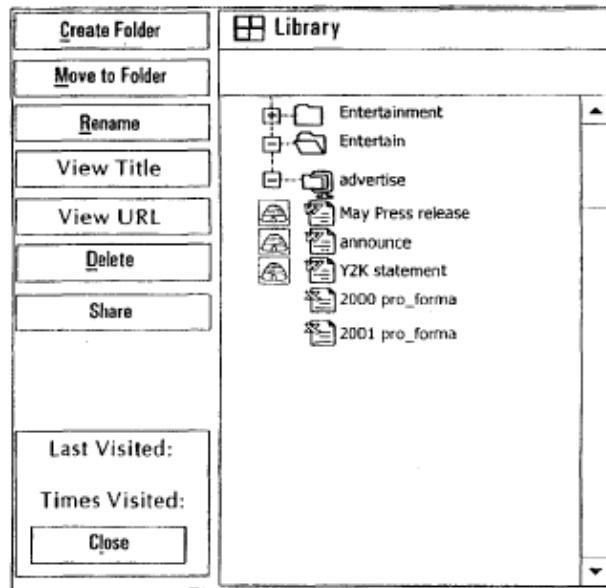 Create Folder
Move to Folder
Rename
View Title
View URL
Delete
Share
Last Visited:
Times Visited:
Close
Library
Entertainment
Entertain
advertise
May Press release
announce
Y2K statement
2000 pro_forma
2001 pro_forma